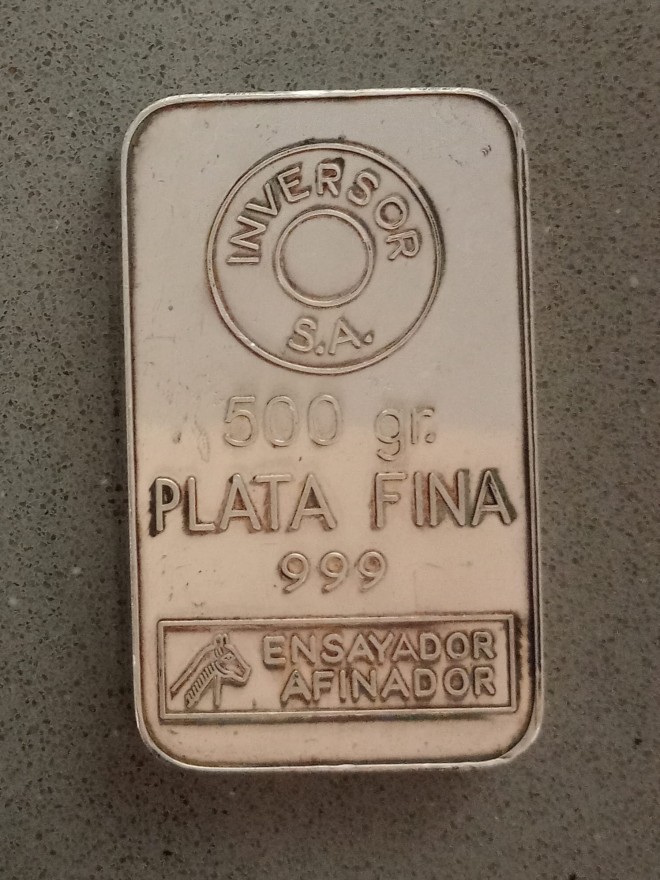 INVERSOR
S.A.
500 gr.
PLATA FINA
999
ENSAYADOR
AFINADOR